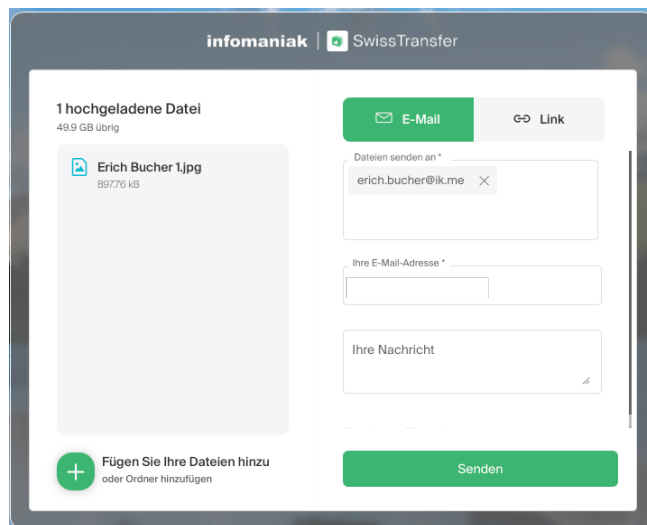 infomaniak | SwissTransfer
1 hochgeladene Datei
49.9 GB übrig
Erich Bucher 1.jpg
897.76 kB
Fügen Sie Ihre Dateien hinzu
oder Ordner hinzufügen
E-Mail
Link
Dateien senden an *
erich.bucher@ik.me
Ihre E-Mail-Adresse *
Ihre Nachricht
Senden